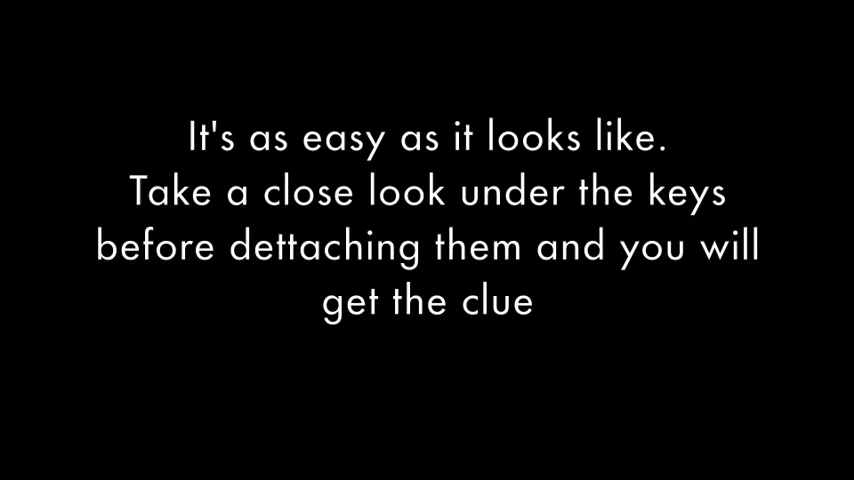 It's as easy as it looks like.
Take a close look under the keys
before dettaching them and you will
get the clue